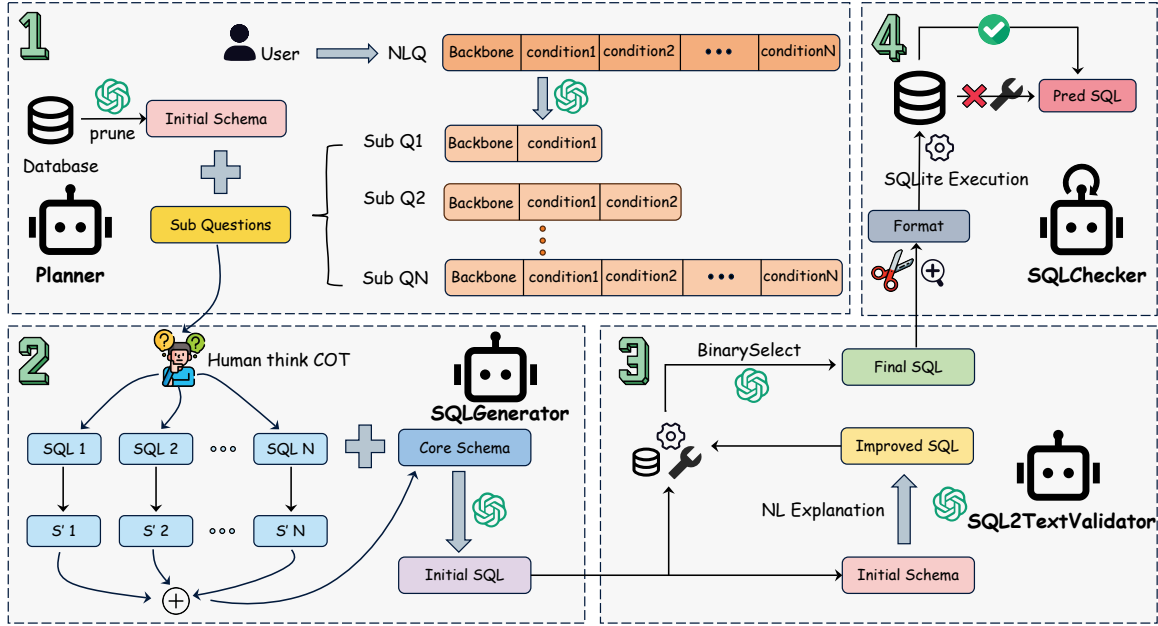 1
User
NLQ
Backbone condition1 condition2 ••• conditionN
prune
Initial Schema
Database
Sub Q1
Backbone condition1
Sub Q2
Backbone condition1 condition2
Sub Questions
Planner
Sub QN
Backbone condition1 condition2 ••• conditionN
2
Human think COT
SQLGenerator
SQL 1
SQL 2
SQL N
Core Schema
S' 1
S' 2
S' N
Initial SQL
3
BinarySelect
Final SQL
Improved SQL
NL Explanation
SQL2TextValidator
Initial Schema
4
Pred SQL
SQLite Execution
Format
SQLChecker